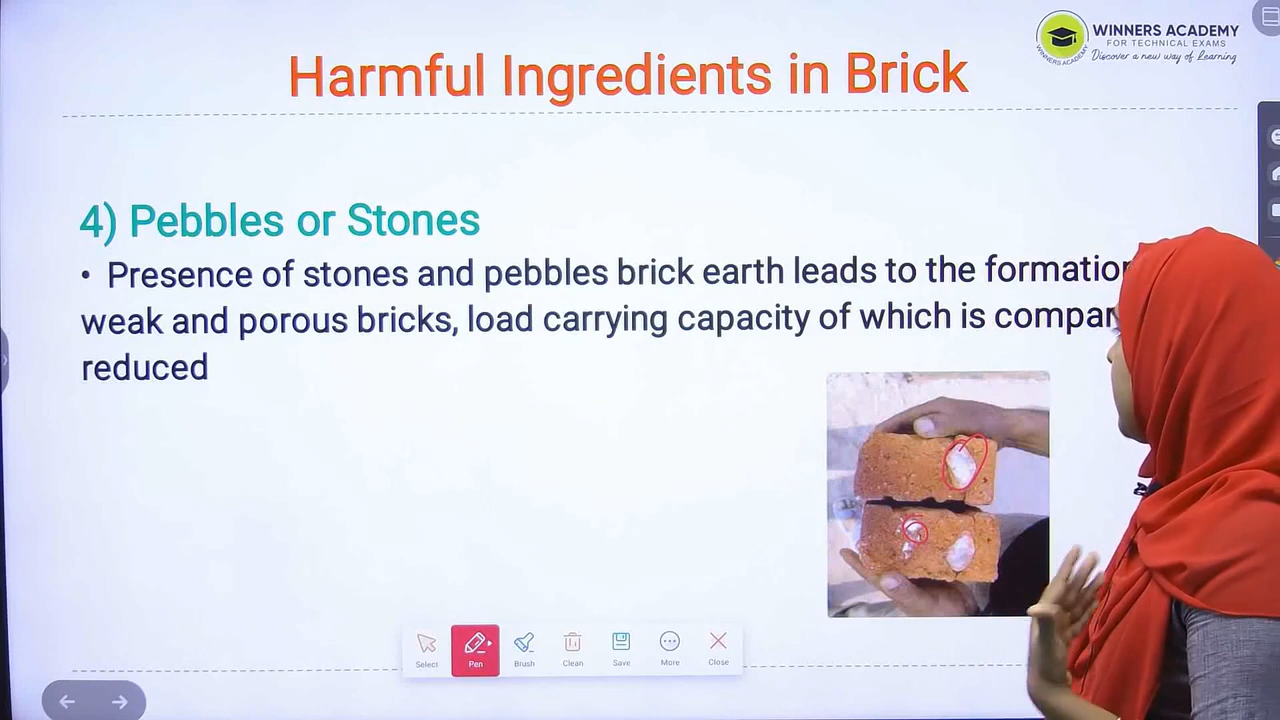 WINNERS ACADEMY
FOR TECHNICAL EXAMS
Discover a new way of Learning
WINNERS ACADEMY
Harmful Ingredients in Brick
4) Pebbles or Stones
• Presence of stones and pebbles brick earth leads to the formation
weak and porous bricks, load carrying capacity of which is
reduced
Select
Pen
Brush
Clean
Save
More
Close